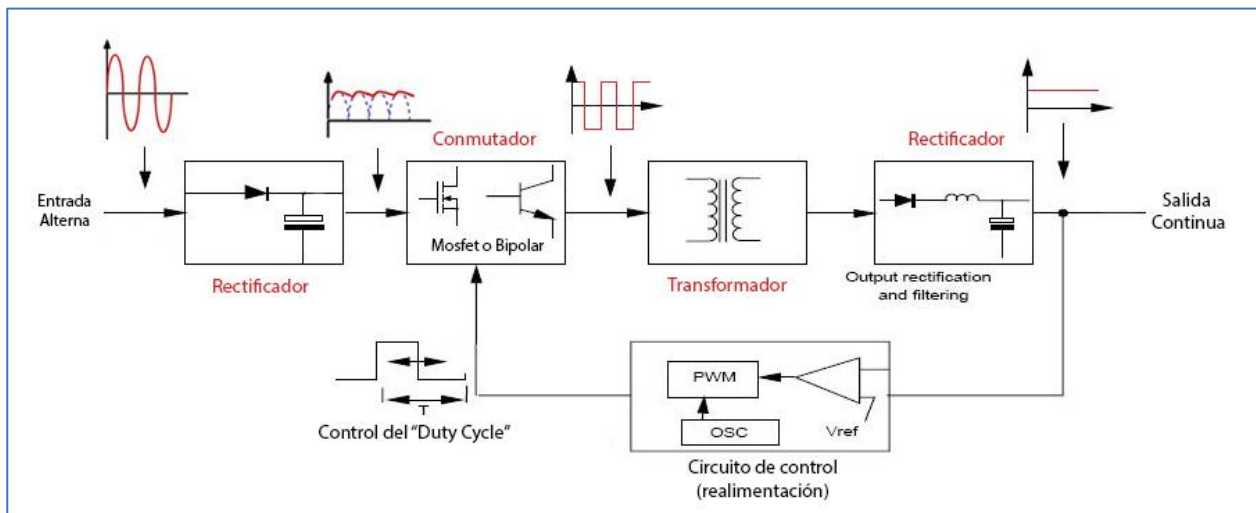 Conmutador
Rectificador
Entrada
Alterna
Mosfet o Bipolar
Salida
Continua
Rectificador
Transformador
Output rectification
and filtering
T
Control del "Duty Cycle"
PWM
OSC
Vref
Circuito de control
(realimentación)